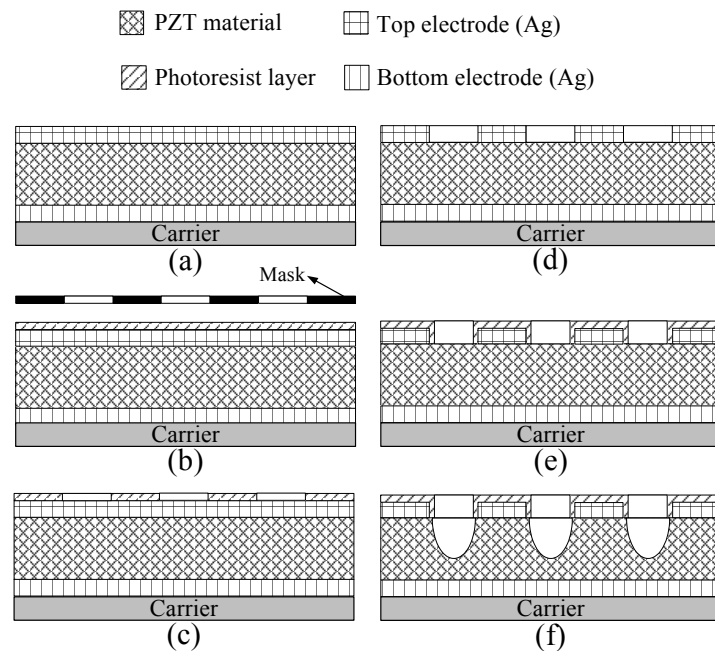 PZT material
Top electrode (Ag)
Photoresist layer
Bottom electrode (Ag)
Carrier
(a)
Carrier
(d)
Mask
Carrier
(b)
Carrier
(e)
Carrier
(c)
Carrier
(f)